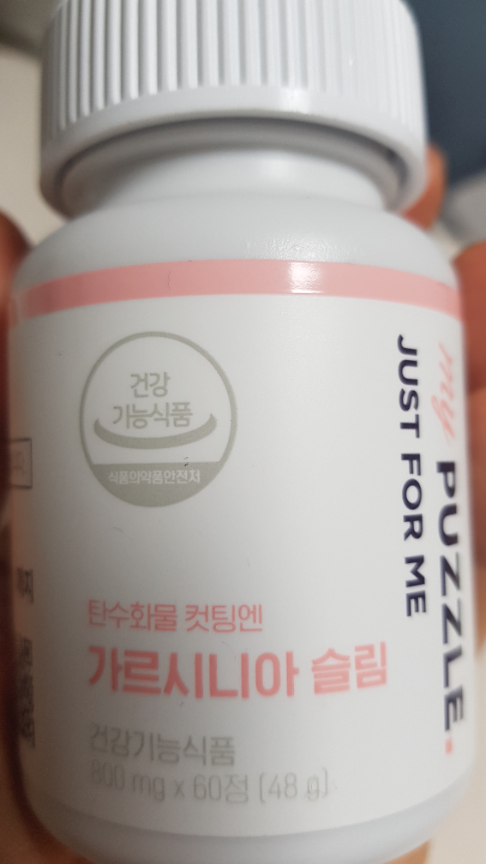 건강
기능식품
식품의약품안전처
탄수화물 컷팅엔
가르시니아 슬림
건강기능식품
800 mg x 60정 (48 g)
my PUZZLE.
JUST FOR ME